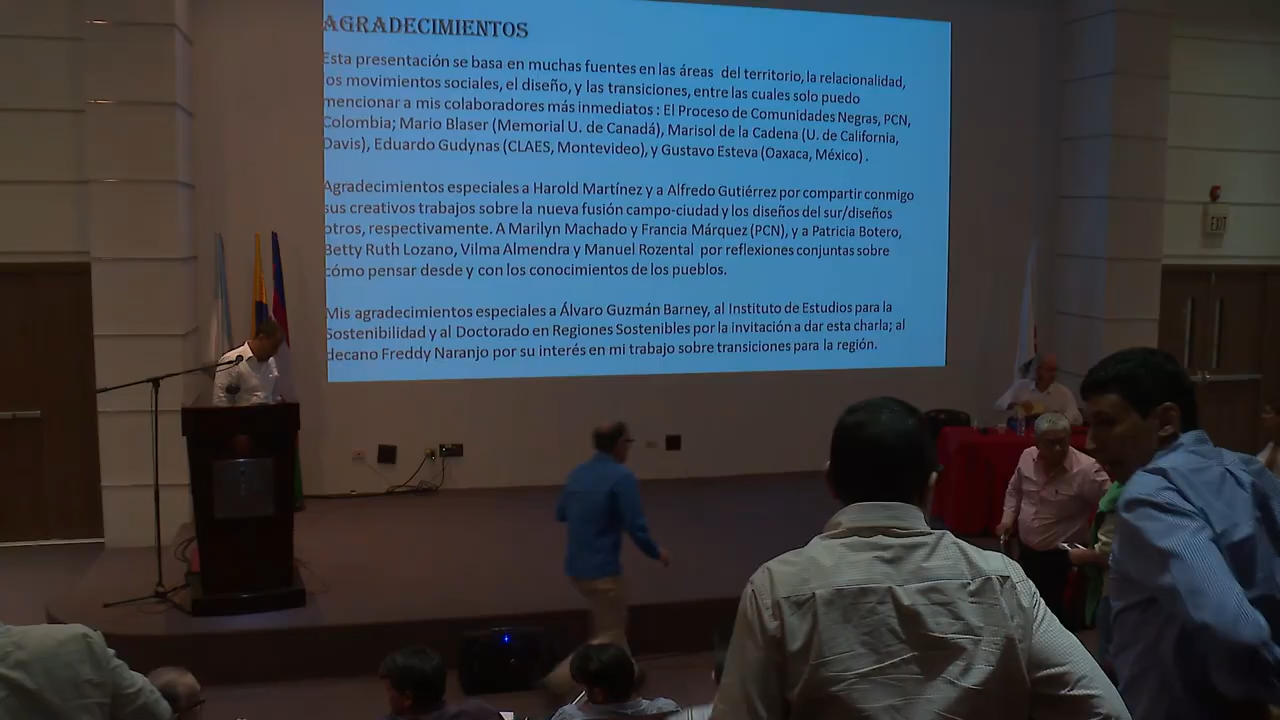 AGRADECIMIENTOS
Esta presentación se basa en muchas fuentes en las áreas del territorio, la relacionalidad,
los movimientos sociales, el diseño, y las transiciones, entre las cuales solo puedo
mencionar a mis colaboradores más inmediatos : El Proceso de Comunidades Negras, PCN,
Colombia; Mario Blaser (Memorial U. de Canadá), Marisol de la Cadena (U. de California,
Davis), Eduardo Gudynas (CLAES, Montevideo), y Gustavo Esteva (Oaxaca, México) .
Agradecimientos especiales a Harold Martínez y a Alfredo Gutiérrez por compartir conmigo
sus creativos trabajos sobre la nueva fusión campo-ciudad y los diseños del sur/diseños
otros, respectivamente. A Marilyn Machado y Francia Márquez (PCN), y a Patricia Botero,
Betty Ruth Lozano, Vilma Almendra y Manuel Rozental por reflexiones conjuntas sobre
cómo pensar desde y con los conocimientos de los pueblos.
Mis agradecimientos especiales a Álvaro Guzmán Barney, al Instituto de Estudios para la
Sostenibilidad y al Doctorado en Regiones Sostenibles por la invitación a dar esta charla; al
decano Freddy Naranjo por su interés en mi trabajo sobre transiciones para la región.
EXIT